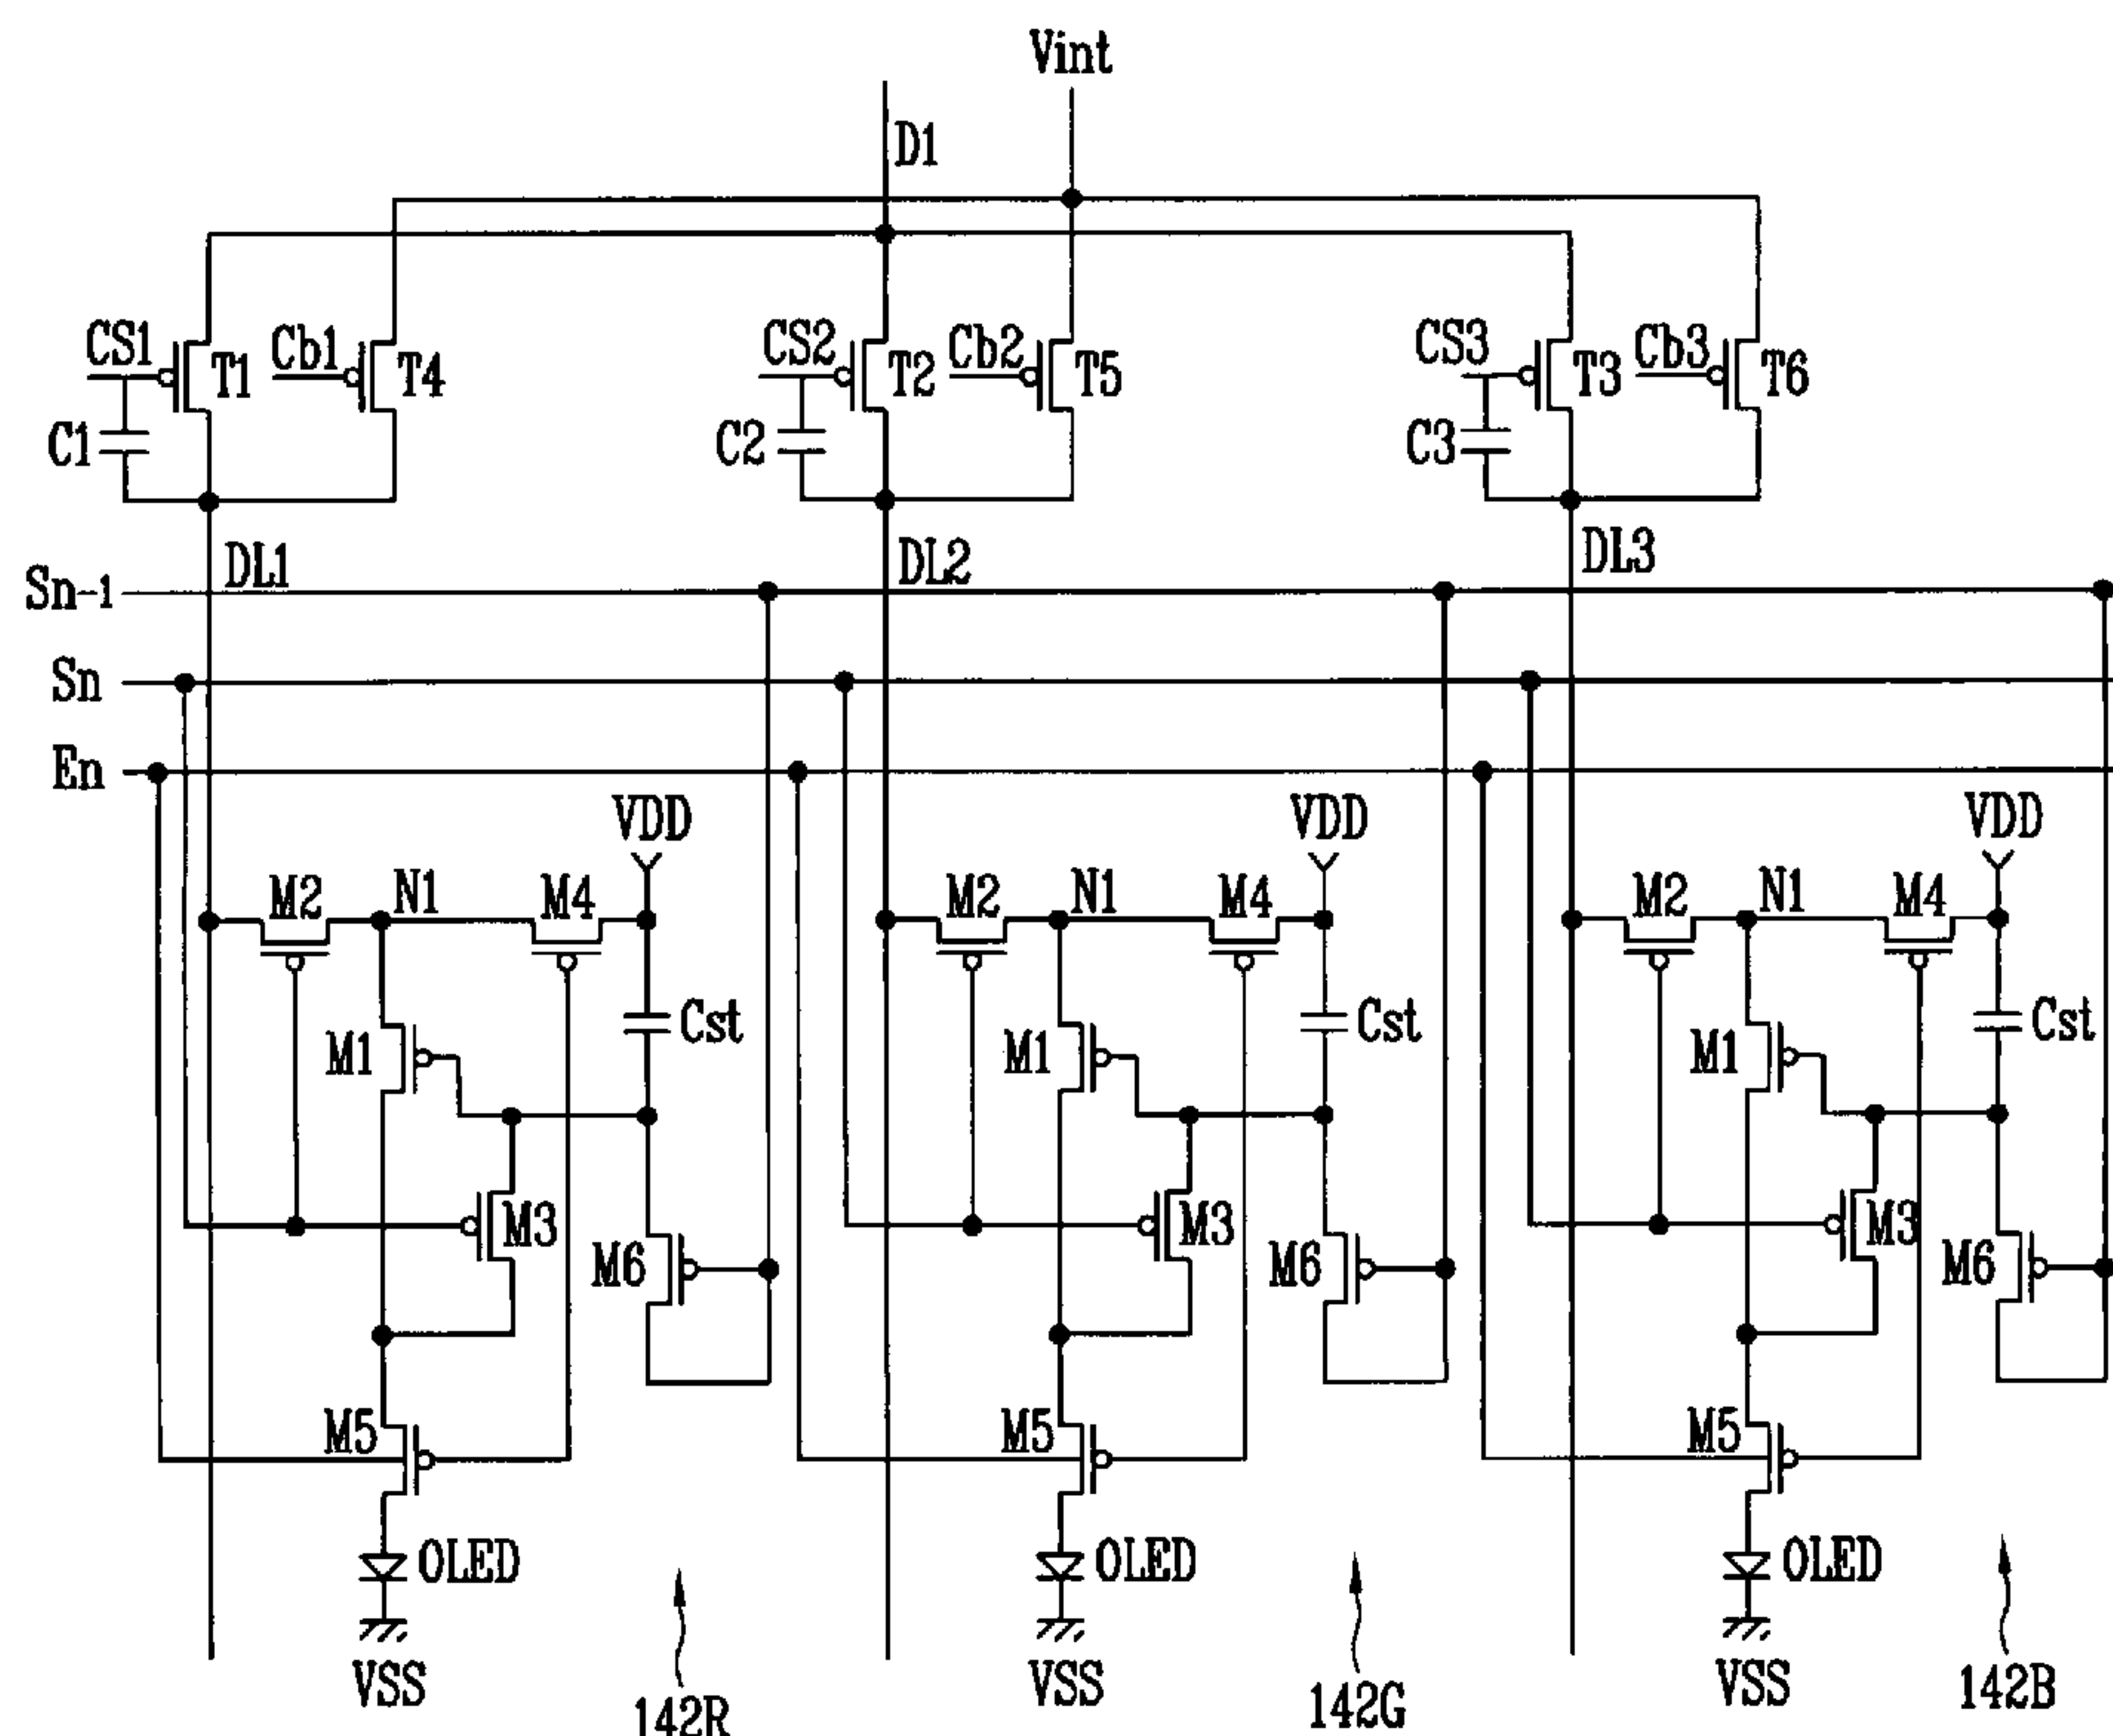 Vint
D1
CS1 T1 Cb1 T4 CS2 T2 Cb2 T5 CS3 T3 Cb3 T6
C1 C2 C3
DL1 DL2 DL3
Sn-1
Sn
En
VDD VDD VDD
M2 N1 M4 M2 N1 M4 M2 N1 M4
M1 Cst M1 Cst M1 Cst
M3 M6 M3 M6 M3 M6
M5 M5 M5
OLED OLED OLED
VSS VSS VSS
142R 142G 142B